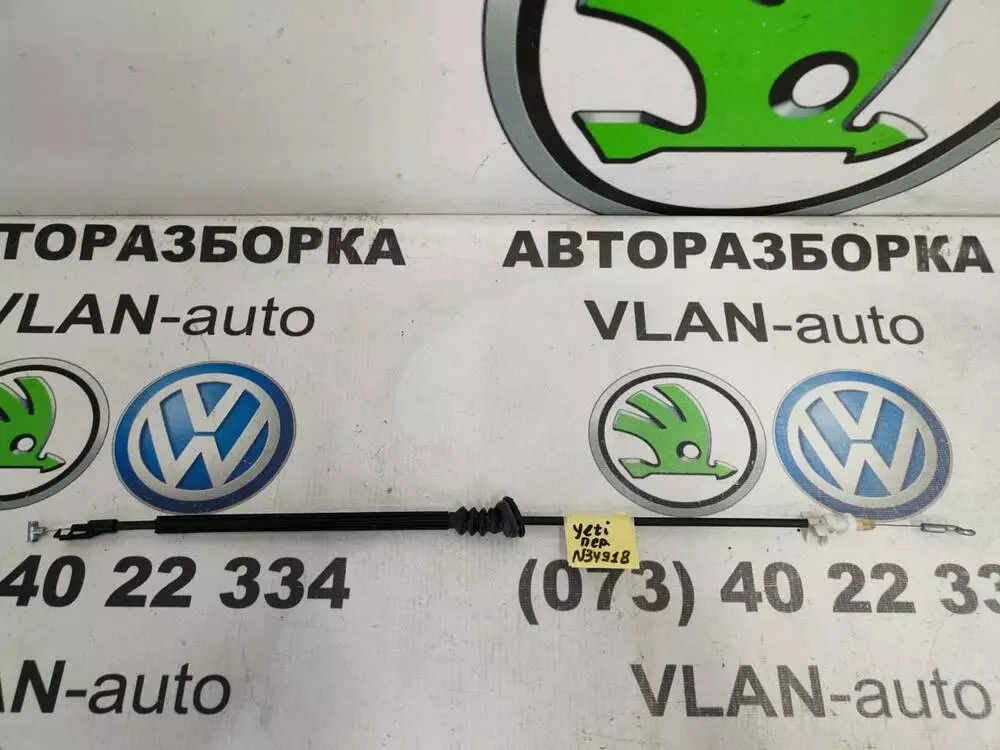 ТОРАЗБОРКА
АВТОРАЗБОРКА
VLAN-auto
VLAN-auto
Yeti
пер.
N34918
40 22 334
(073) 40 22 33
AN-auto
VLAN-auto